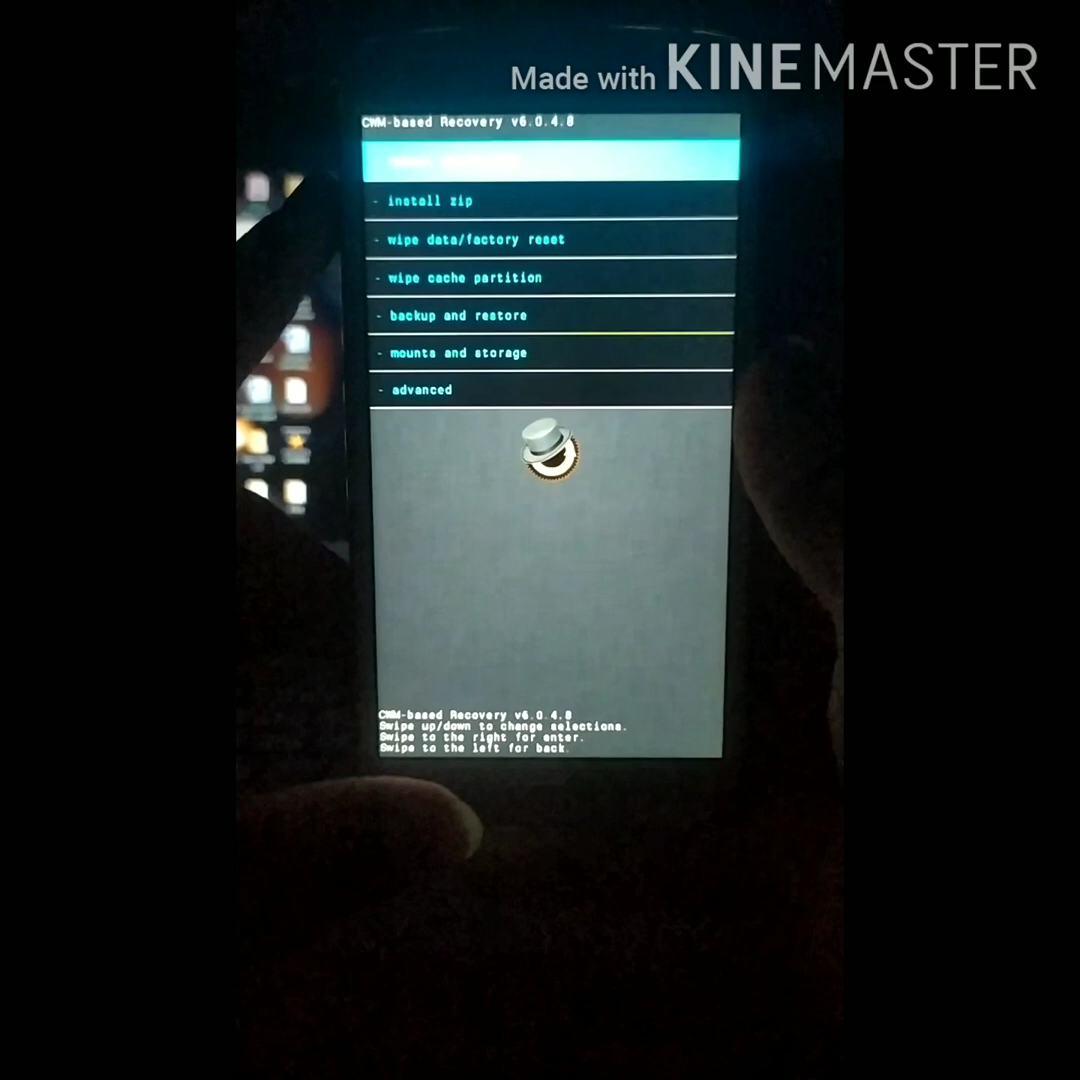 Made with KINEMASTER
CWM-based Recovery v6.0.4.8
- install zip
- wipe data/factory reset
- wipe cache partition
- backup and restore
- mounts and storage
- advanced
CWM-based Recovery v6.0.4.8
Swipe up/down to change selections.
Swipe to the right for enter.
Swipe to the left for back.